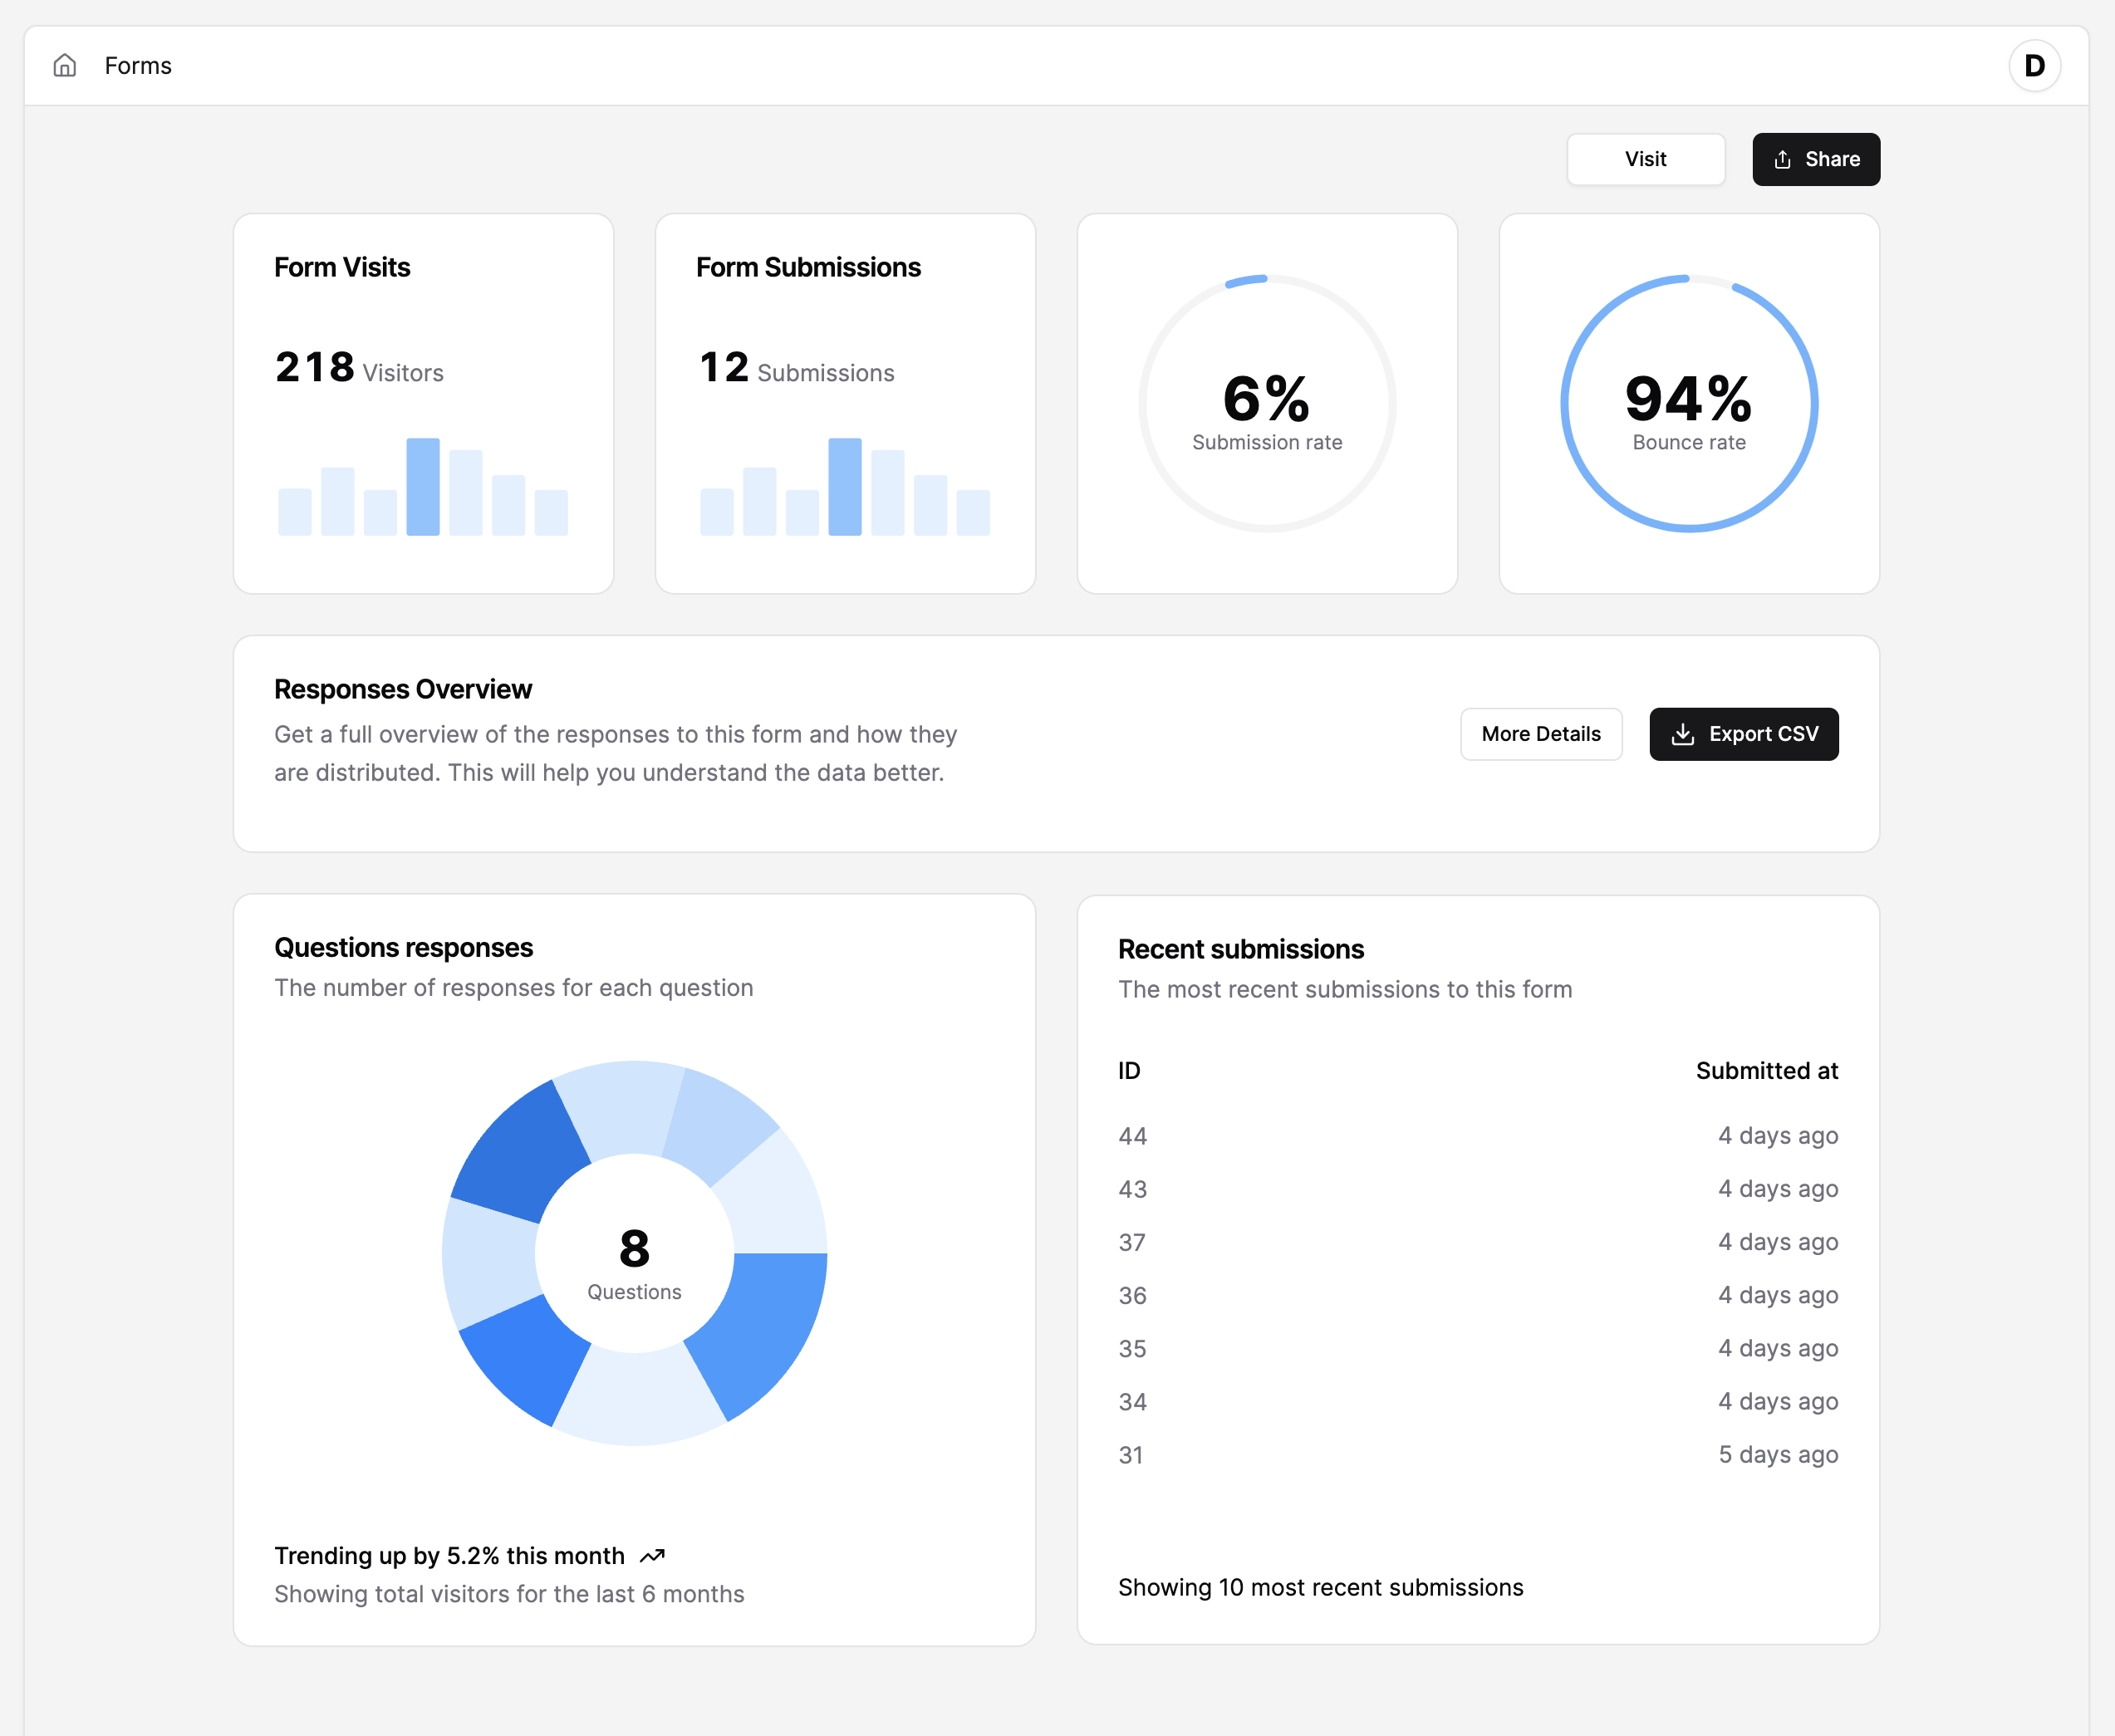 Forms
D
Visit
Share
Form Visits
218 Visitors
Form Submissions
12 Submissions
6%
Submission rate
94%
Bounce rate
Responses Overview
Get a full overview of the responses to this form and how they
are distributed. This will help you understand the data better.
More Details
Export CSV
Questions responses
The number of responses for each question
8
Questions
Trending up by 5.2% this month
Showing total visitors for the last 6 months
Recent submissions
The most recent submissions to this form
ID Submitted at
44 4 days ago
43 4 days ago
37 4 days ago
36 4 days ago
35 4 days ago
34 4 days ago
31 5 days ago
Showing 10 most recent submissions